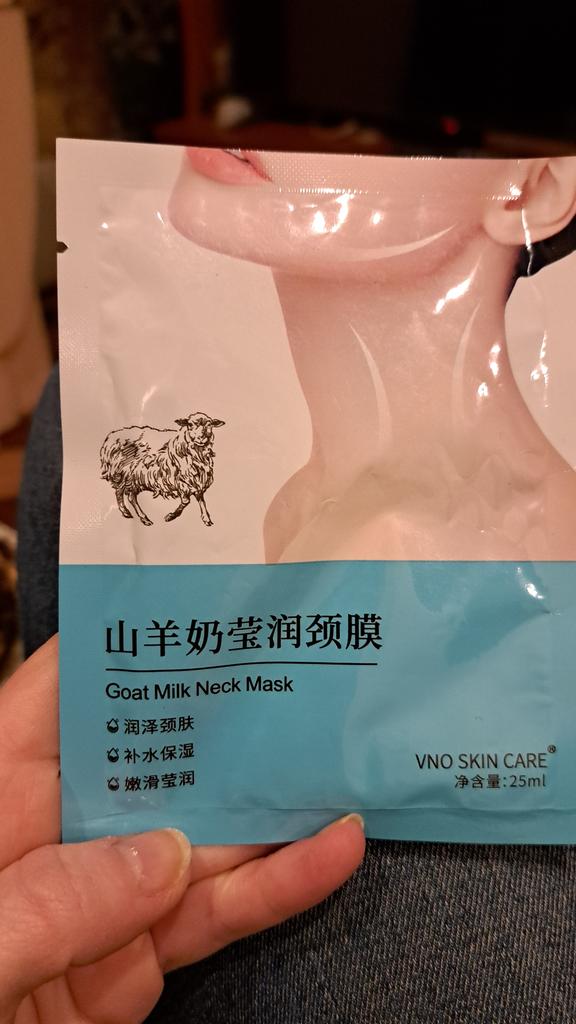 山羊奶莹润颈膜
Goat Milk Neck Mask
润泽颈肤
补水保湿
嫩滑莹润
VNO SKIN CARE®
净含量:25ml